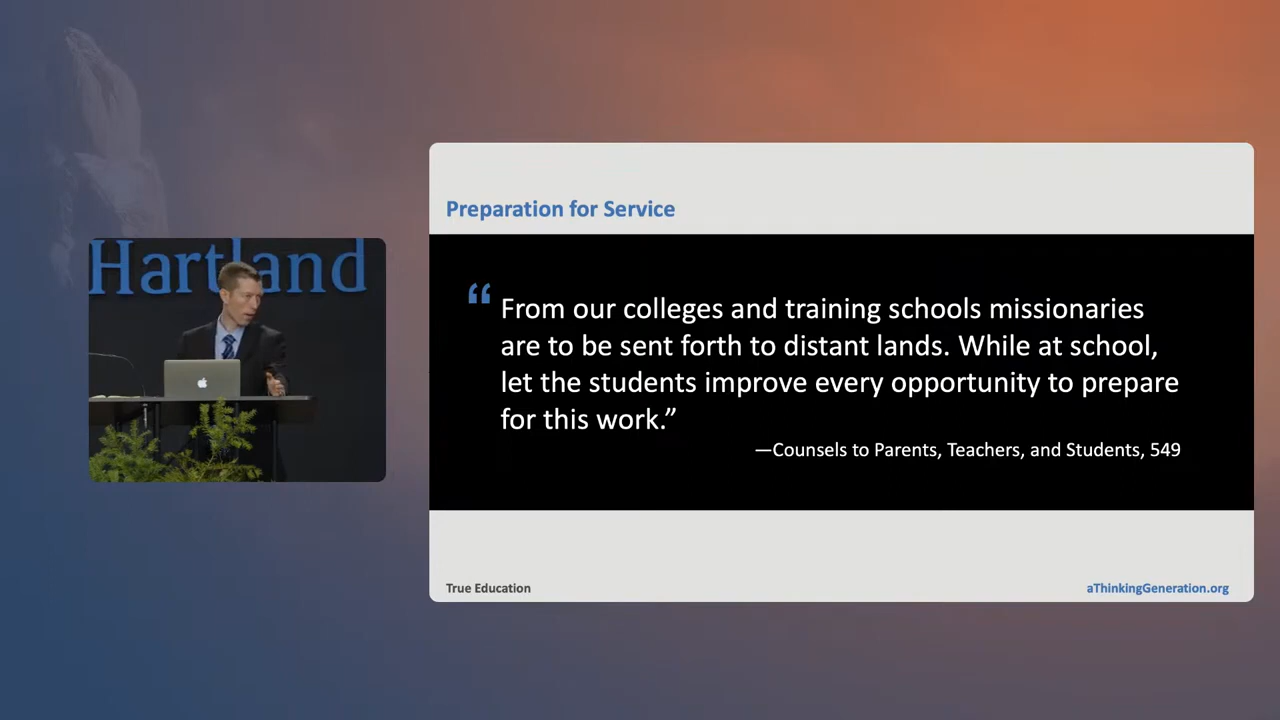 Hartland
Preparation for Service
“ From our colleges and training schools missionaries
are to be sent forth to distant lands. While at school,
let the students improve every opportunity to prepare
for this work.”
—Counsels to Parents, Teachers, and Students, 549
True Education
aThinkingGeneration.org